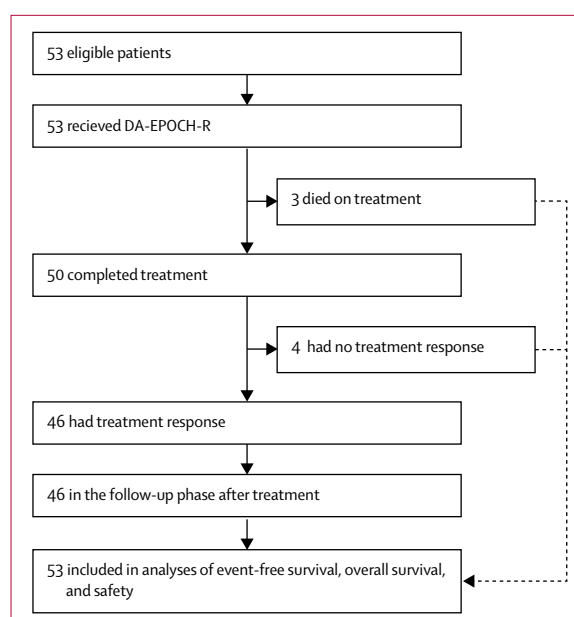 53 eligible patients
53 recieved DA-EPOCH-R
3 died on treatment
50 completed treatment
4 had no treatment response
46 had treatment response
46 in the follow-up phase after treatment
53 included in analyses of event-free survival, overall survival,
and safety